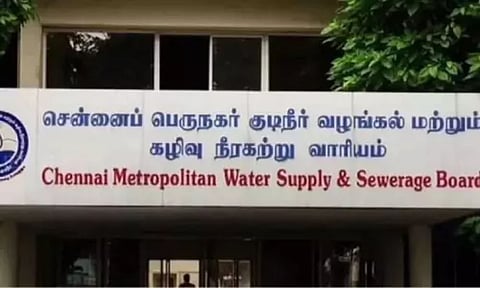 சென்னைப் பெருநகர் குடிநீர் வழங்கல் மற்றும்
கழிவு நீரகற்று வாரியம்
Chennai Metropolitan Water Supply & Sewerage Board